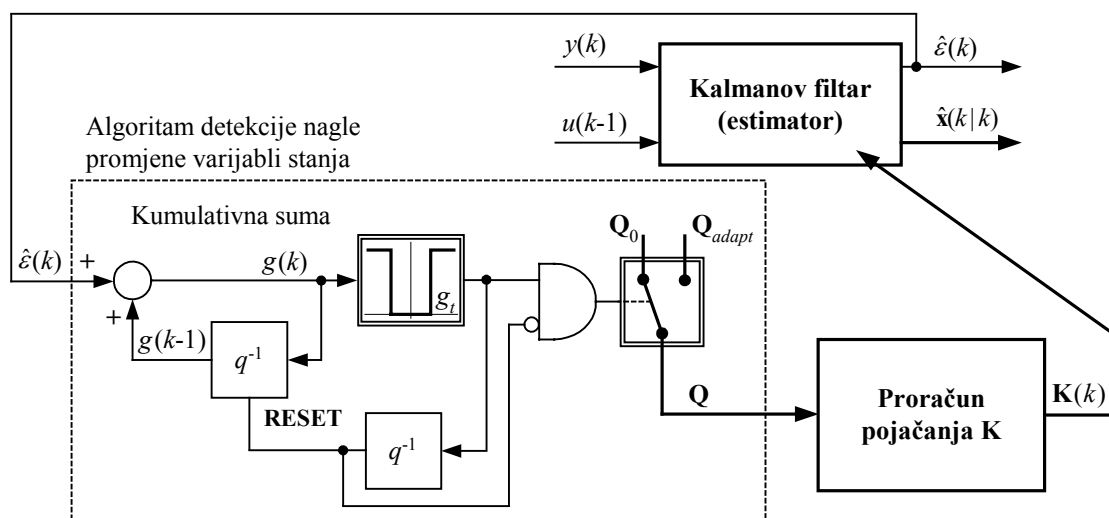 y(k)
u(k-1)
Kalmanov filtar
(estimator)
ε̂(k)
x̂(k|k)
Algoritam detekcije nagle
promjene varijabli stanja
Kumulativna suma
ε̂(k)
+
+
g(k)
g(k-1)
q⁻¹
g_t
RESET
q⁻¹
Q₀
Q_adapt
Q
Proračun
pojačanja K
K(k)